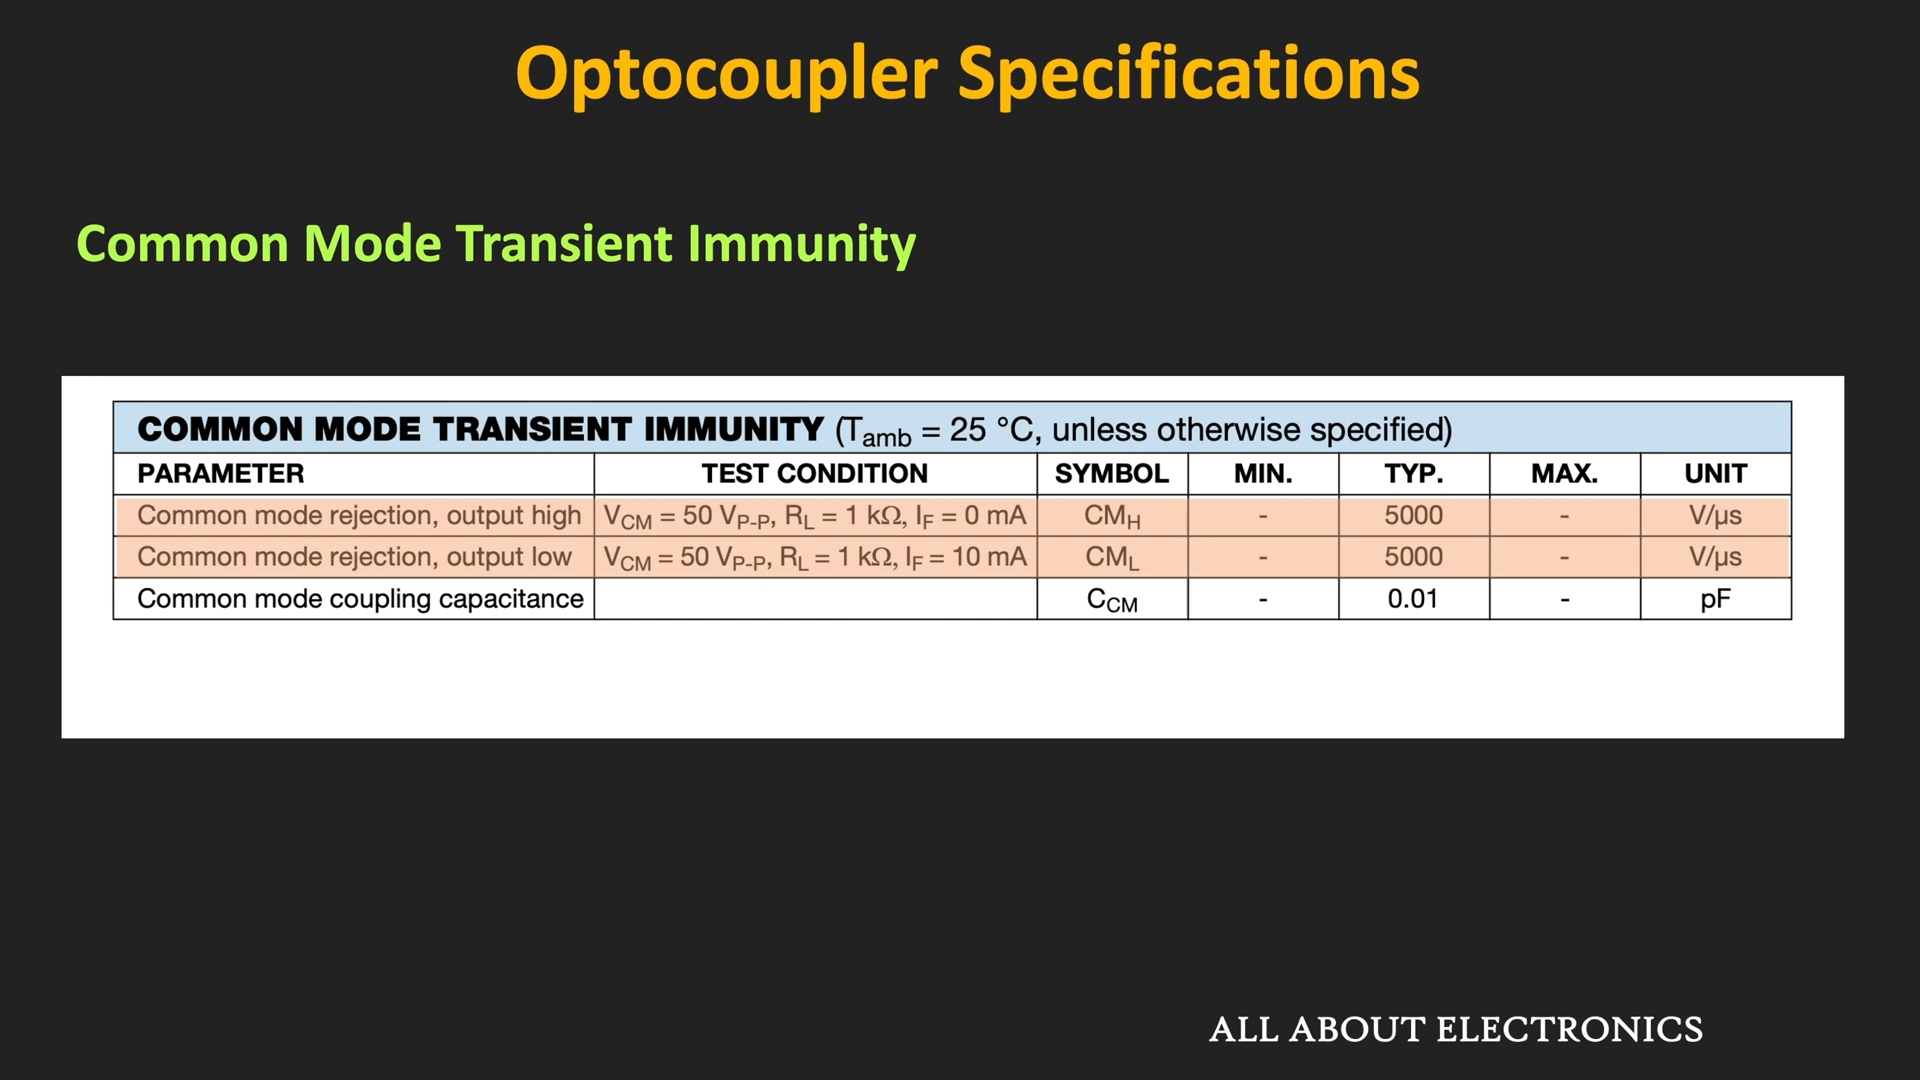 Optocoupler Specifications
Common Mode Transient Immunity
COMMON MODE TRANSIENT IMMUNITY (Tamb = 25 °C, unless otherwise specified)
PARAMETER TEST CONDITION SYMBOL MIN. TYP. MAX. UNIT
Common mode rejection, output high VCM = 50 VP-P, RL = 1 kΩ, IF = 0 mA CMH - 5000 - V/μs
Common mode rejection, output low VCM = 50 VP-P, RL = 1 kΩ, IF = 10 mA CML - 5000 - V/μs
Common mode coupling capacitance CCM - 0.01 - pF
ALL ABOUT ELECTRONICS